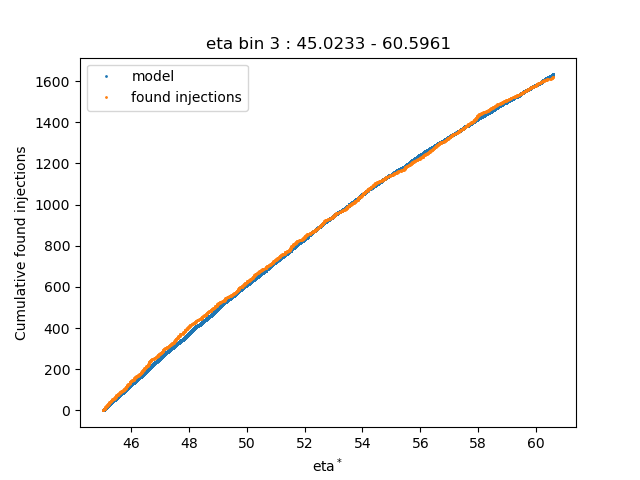 eta bin 3 : 45.0233 - 60.5961
model
found injections
Cumulative found injections
1600
1400
1200
1000
800
600
400
200
0
46 48 50 52 54 56 58 60
eta*